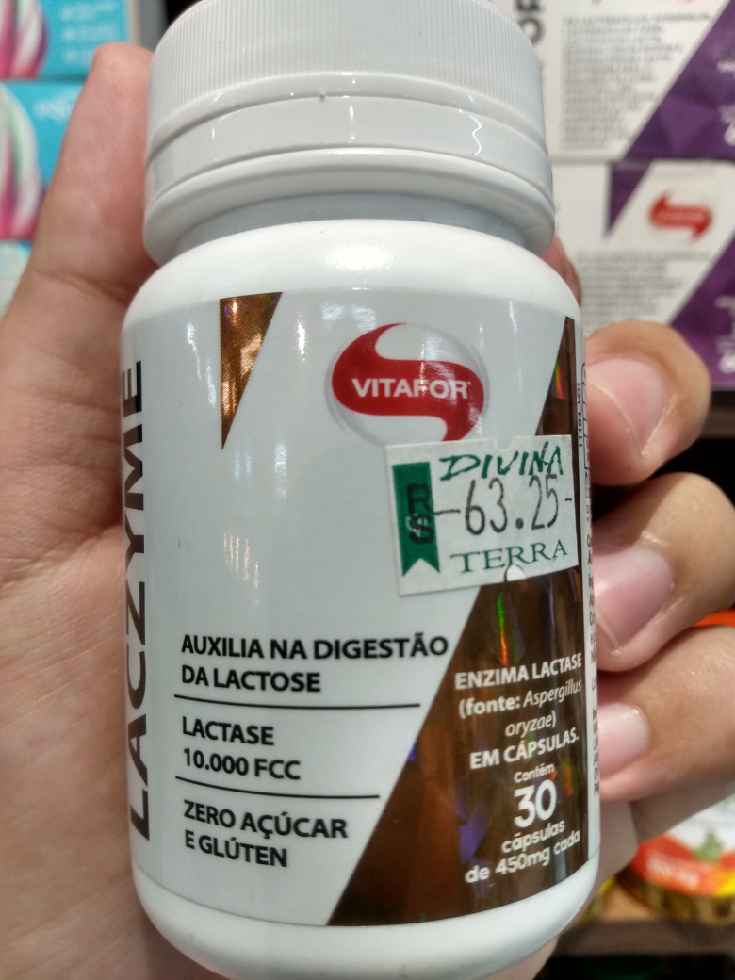 VITAFOR
LACZYME
DIVINA
R$
-63.25-
TERRA
AUXILIA NA DIGESTÃO
DA LACTOSE
LACTASE
10.000 FCC
ZERO AÇÚCAR
E GLÚTEN
ENZIMA LACTASE
(fonte: Aspergillus
oryzae)
EM CÁPSULAS.
Contém
30
cápsulas
de 450mg cada